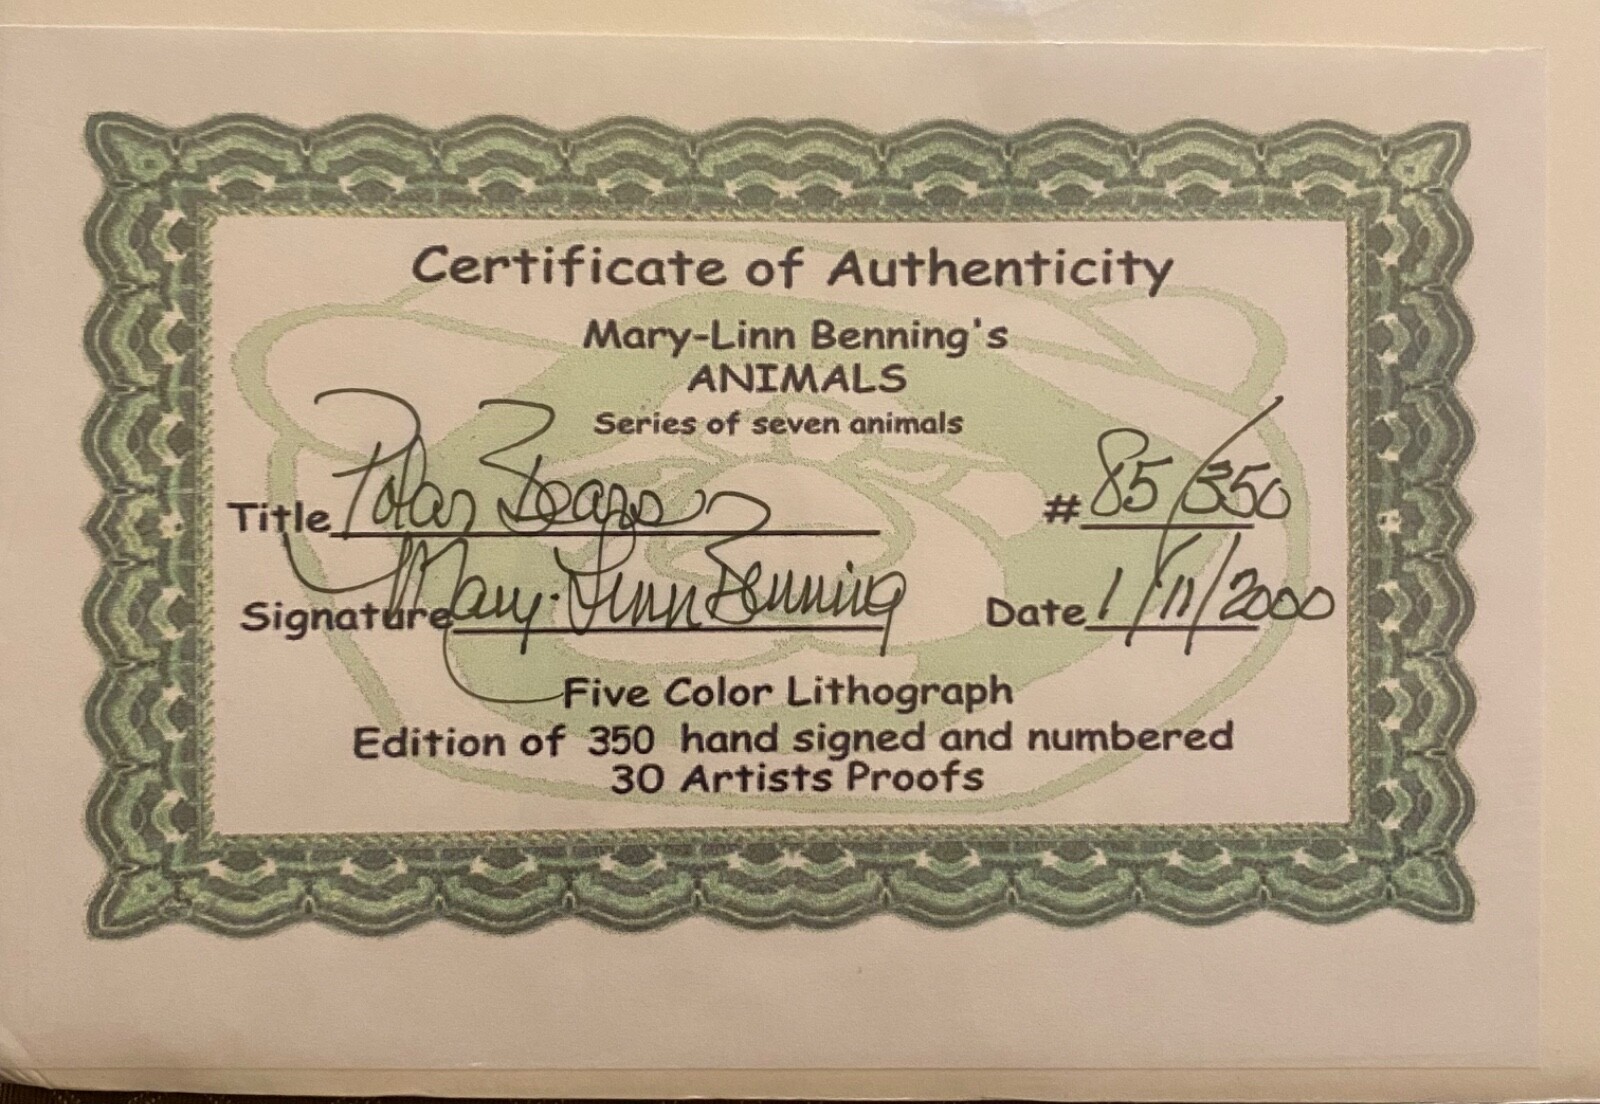 Certificate of Authenticity
Mary-Linn Benning's
ANIMALS
Series of seven animals
Title Polar Bears # 85/350
Signature Mary-Linn Benning Date 1/11/2000
Five Color Lithograph
Edition of 350 hand signed and numbered
30 Artists Proofs